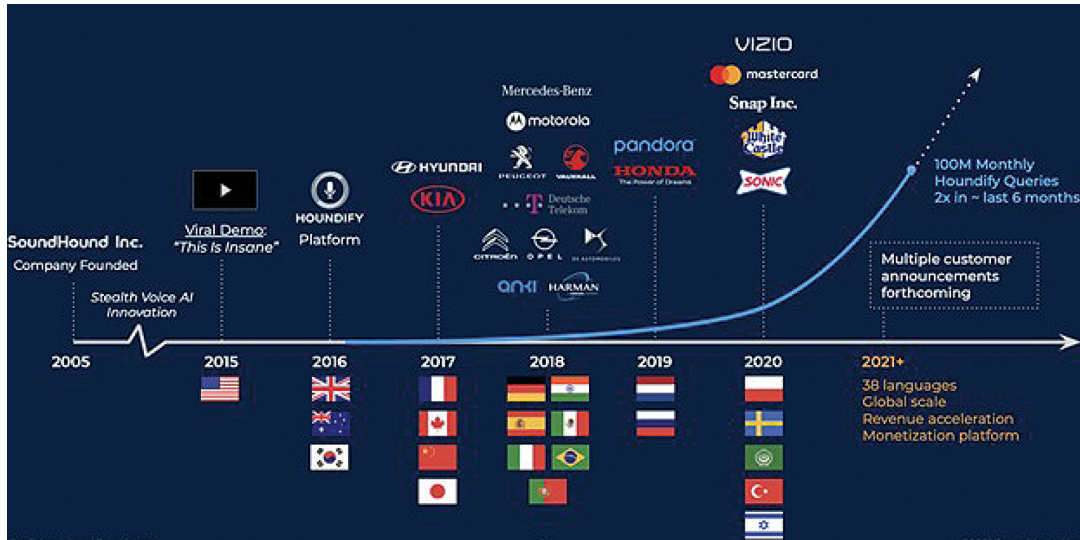 SoundHound Inc.
Company Founded
Stealth Voice AI
Innovation
Viral Demo:
"This Is Insane"
HOUNDIFY
Platform
HYUNDAI
KIA
Mercedes-Benz
motorola
PEUGEOT
VAUXHALL
T
Deutsche
Telekom
CITROËN
OPEL
DS AUTOMOBILES
anki
HARMAN
pandora
HONDA
The Power of Dreams
VIZIO
mastercard
Snap Inc.
White
Castle
SONIC
100M Monthly
Houndify Queries
2x in ~ last 6 months
Multiple customer
announcements
forthcoming
2005
2015
2016
2017
2018
2019
2020
2021+
38 languages
Global scale
Revenue acceleration
Monetization platform